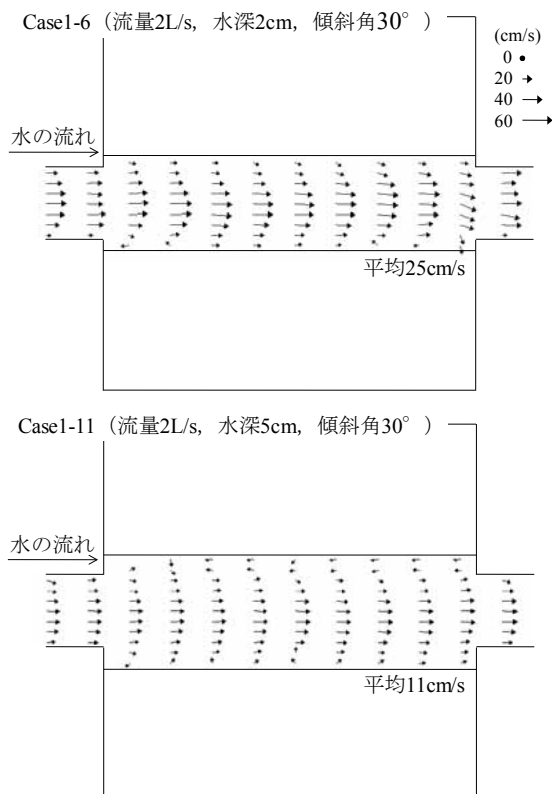 Case1-6（流量2L/s，水深2cm，傾斜角30°）
(cm/s)
0
20
40
60
水の流れ
平均25cm/s
Case1-11（流量2L/s，水深5cm，傾斜角30°）
水の流れ
平均11cm/s